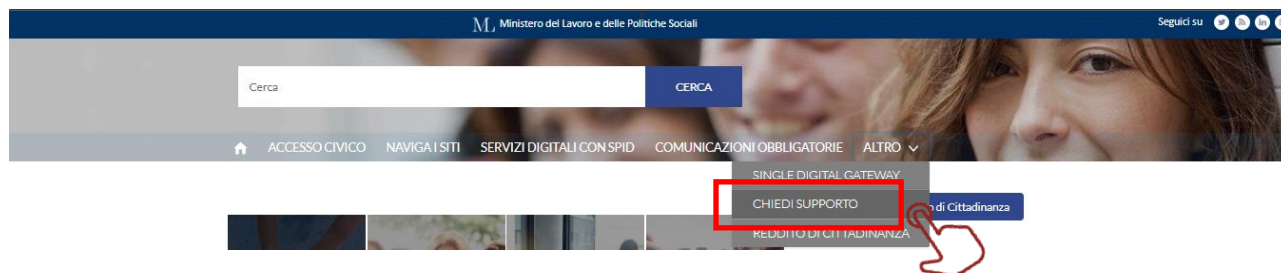 Ministero del Lavoro e delle Politiche Sociali
Seguici su
Cerca
CERCA
ACCESSO CIVICO NAVIGA I SITI SERVIZI DIGITALI CON SPID COMUNICAZIONI OBBLIGATORIE ALTRO
SINGLE DIGITAL GATEWAY
CHIEDI SUPPORTO
di Cittadinanza
REDDITO DI CITTADINANZA